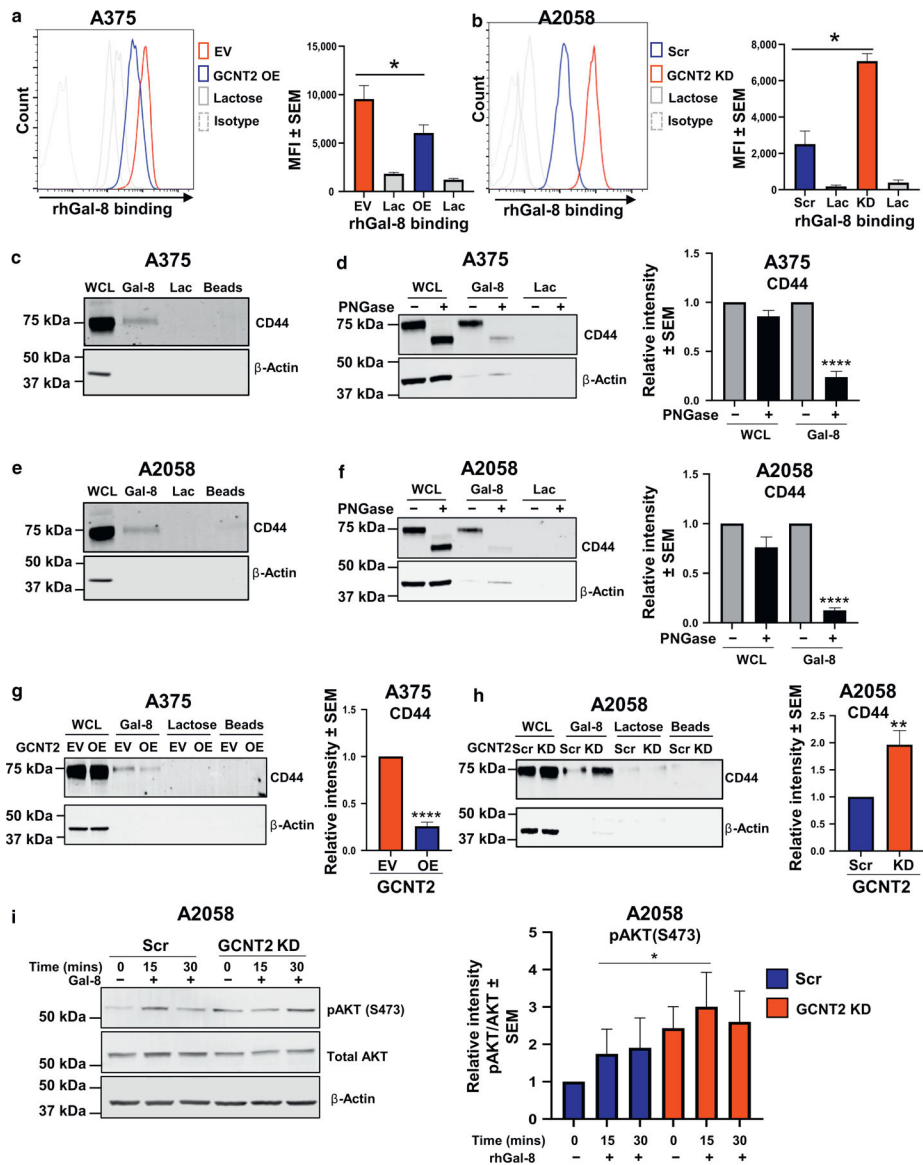 a
A375
Count
rhGal-8 binding
EV
GCNT2 OE
Lactose
Isotype
MFI ± SEM
15,000
10,000
5,000
0
*
EV Lac OE Lac
rhGal-8 binding
b
A2058
Count
rhGal-8 binding
Scr
GCNT2 KD
Lactose
Isotype
MFI ± SEM
8,000
6,000
4,000
2,000
0
*
Scr Lac KD Lac
rhGal-8 binding
c
A375
WCL Gal-8 Lac Beads
75 kDa
CD44
50 kDa
37 kDa
β-Actin
d
A375
WCL Gal-8 Lac
PNGase − + − + − +
75 kDa
CD44
50 kDa
37 kDa
β-Actin
A375
CD44
Relative intensity
± SEM
1.0
0.5
0.0
****
PNGase − + − +
WCL Gal-8
e
A2058
WCL Gal-8 Lac Beads
75 kDa
CD44
50 kDa
37 kDa
β-Actin
f
A2058
WCL Gal-8 Lac
PNGase − + − + − +
75 kDa
CD44
50 kDa
37 kDa
β-Actin
A2058
CD44
Relative intensity
± SEM
1.0
0.5
0.0
****
PNGase − + − +
WCL Gal-8
g
A375
WCL Gal-8 Lactose Beads
GCNT2 EV OE EV OE EV OE EV OE
75 kDa
CD44
50 kDa
37 kDa
β-Actin
A375
CD44
Relative intensity ± SEM
1.5
1.0
0.5
0.0
****
EV OE
GCNT2
h
A2058
WCL Gal-8 Lactose Beads
GCNT2 Scr KD Scr KD Scr KD Scr KD
75 kDa
CD44
50 kDa
37 kDa
β-Actin
A2058
CD44
Relative intensity ± SEM
2.5
2.0
1.5
1.0
0.5
0.0
**
Scr KD
GCNT2
i
A2058
Scr GCNT2 KD
Time (mins) 0 15 30 0 15 30
Gal-8 − + + − + +
50 kDa
pAKT (S473)
50 kDa
Total AKT
50 kDa
37 kDa
β-Actin
A2058
pAKT(S473)
Relative intensity
pAKT/AKT ±
SEM
5
4
3
2
1
0
*
Scr
GCNT2 KD
Time (mins) 0 15 30 0 15 30
rhGal-8 − + + − + +